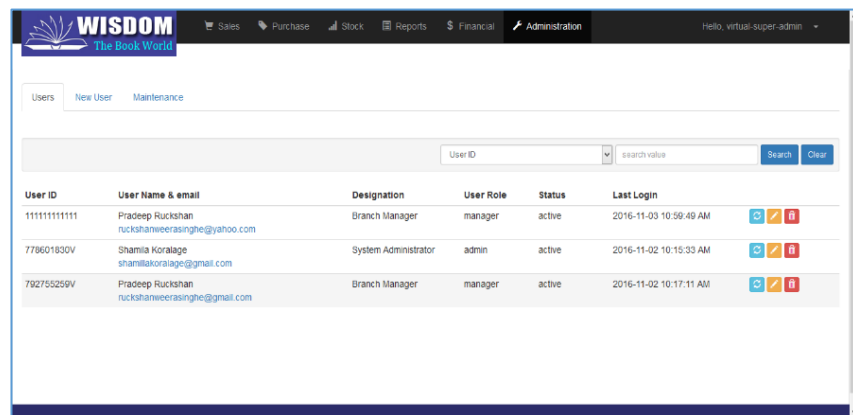 WISDOM
The Book World
Sales Purchase Stock Reports Financial Administration Hello, virtual-super-admin
Users New User Maintenance
User ID search value Search Clear
User ID User Name & email Designation User Role Status Last Login
111111111111 Pradeep Ruckshan Branch Manager manager active 2016-11-03 10:59:49 AM
ruckshanweerasinghe@yahoo.com
778601830V Shamila Koralage System Administrator admin active 2016-11-02 10:15:33 AM
shamillakoralage@gmail.com
792755259V Pradeep Ruckshan Branch Manager manager active 2016-11-02 10:17:11 AM
ruckshanweerasinghe@gmail.com